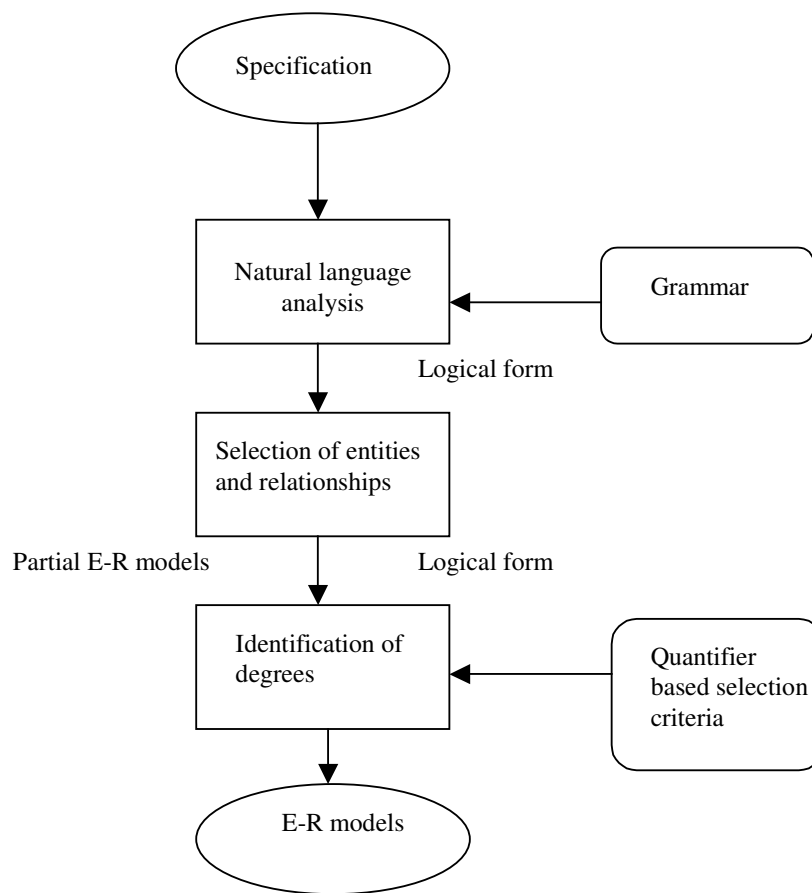 Specification
Natural language
analysis
Grammar
Logical form
Selection of entities
and relationships
Partial E-R models
Logical form
Identification of
degrees
Quantifier
based selection
criteria
E-R models